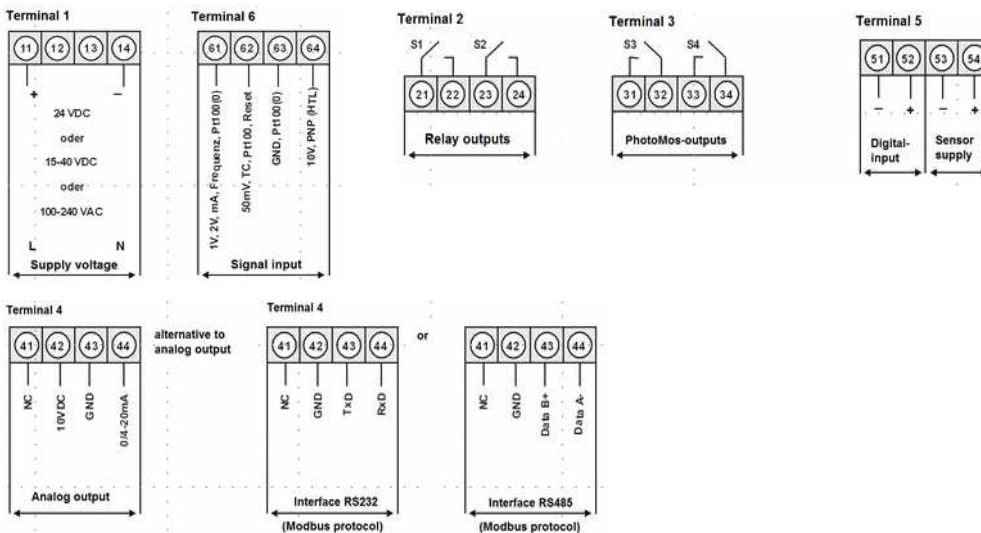 Terminal 1
11 12 13 14
+ −
24 VDC
oder
15-40 VDC
oder
100-240 VAC
L N
Supply voltage
Terminal 6
61 62 63 64
1V, 2V, mA, Frequenz, Pt100(0)
50mV, TC, Pt100, Reset
GND, Pt100(0)
10V, PNP (HTL)
Signal input
Terminal 2
S1 S2
21 22 23 24
Relay outputs
Terminal 3
S3 S4
31 32 33 34
PhotoMos-outputs
Terminal 5
51 52 53 54
− + − +
Digital-
input
Sensor
supply
Terminal 4
41 42 43 44
NC
10VDC
GND
0/4-20mA
Analog output
alternative to
analog output
Terminal 4
41 42 43 44
NC
GND
TxD
RxD
Interface RS232
(Modbus protocol)
or
41 42 43 44
NC
GND
Data B+
Data A-
Interface RS485
(Modbus protocol)